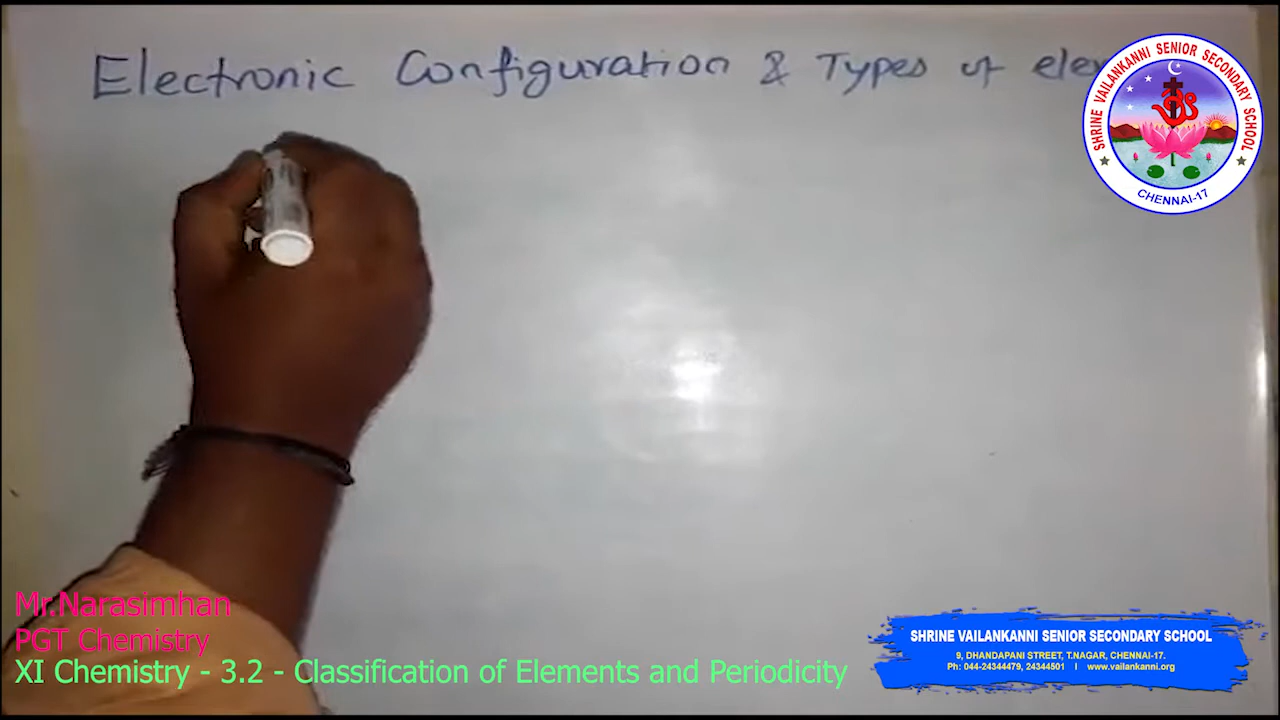 Electronic Configuration & Types of
SHRINE VAILANKANNI SENIOR SECONDARY SCHOOL
CHENNAI-17
Mr.Narasimhan
PGT Chemistry
XI Chemistry - 3.2 - Classification of Elements and Periodicity
SHRINE VAILANKANNI SENIOR SECONDARY SCHOOL
9, DHANDAPANI STREET, T.NAGAR, CHENNAI-17.
Ph: 044-24344479, 24344501 I www.vailankanni.org